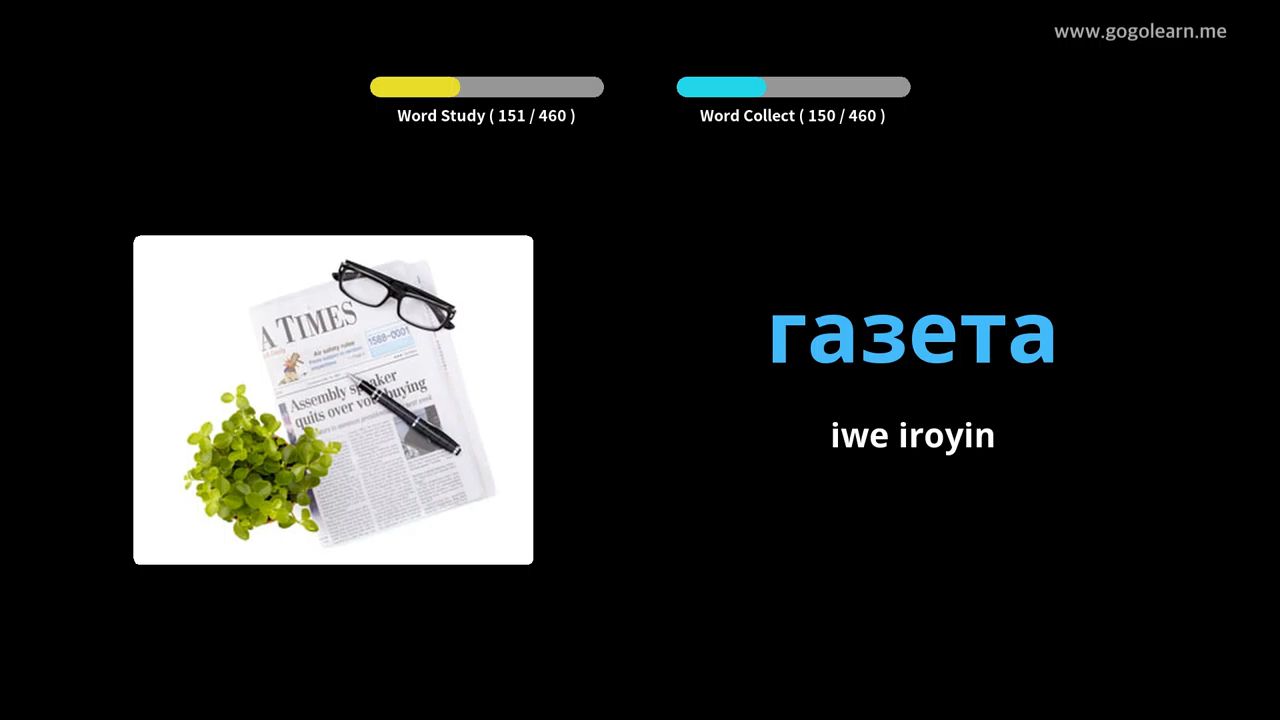 www.gogolearn.me
Word Study ( 151 / 460 )
Word Collect ( 150 / 460 )
A TIMES
Air safety rules
1588-0001
Assembly speaker
quits over vote buying
газета
iwe iroyin